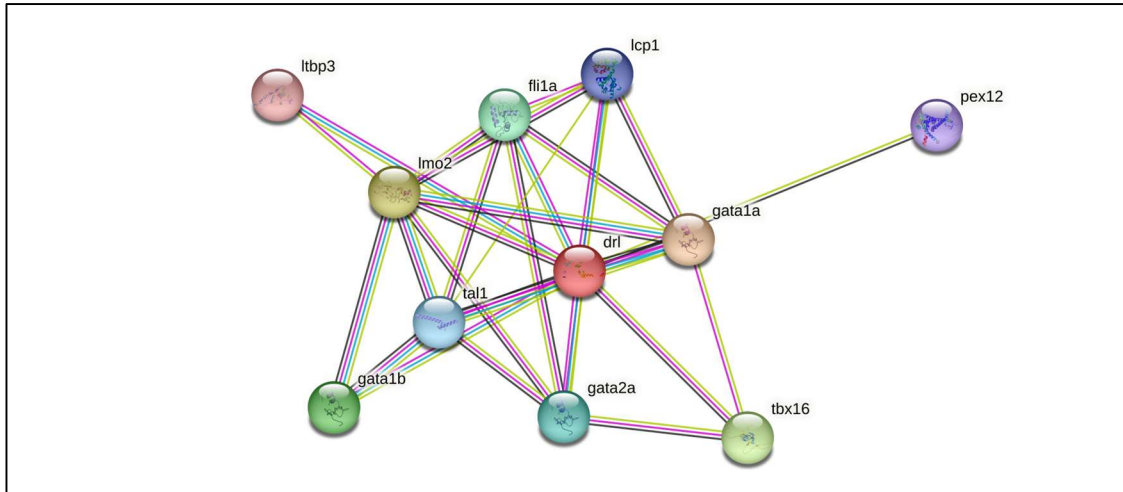 lcp1
ltbp3
fli1a
pex12
lmo2
gata1a
drl
tal1
gata1b
gata2a
tbx16